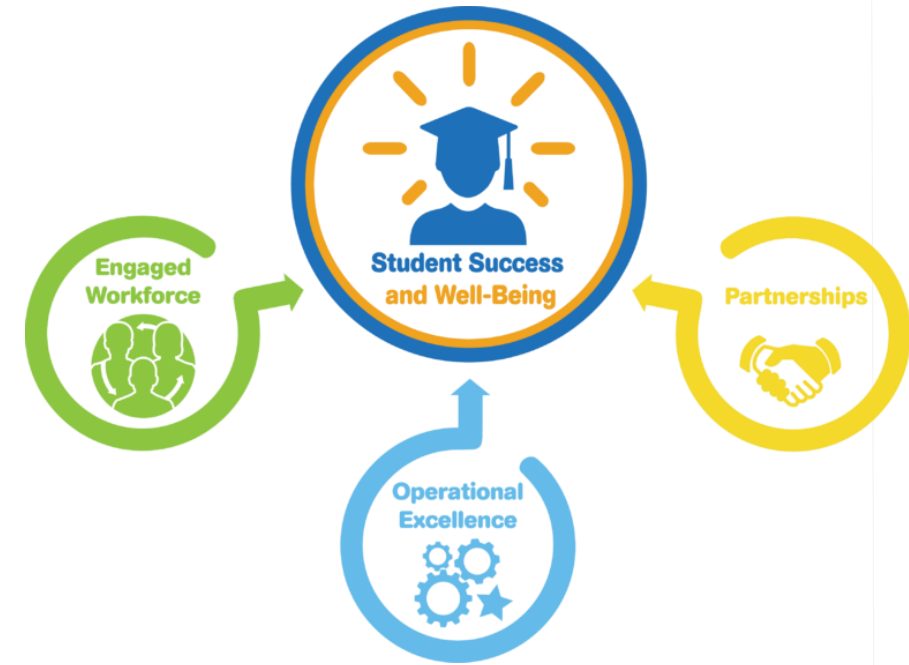 Student Success
and Well-Being
Engaged
Workforce
Partnerships
Operational
Excellence